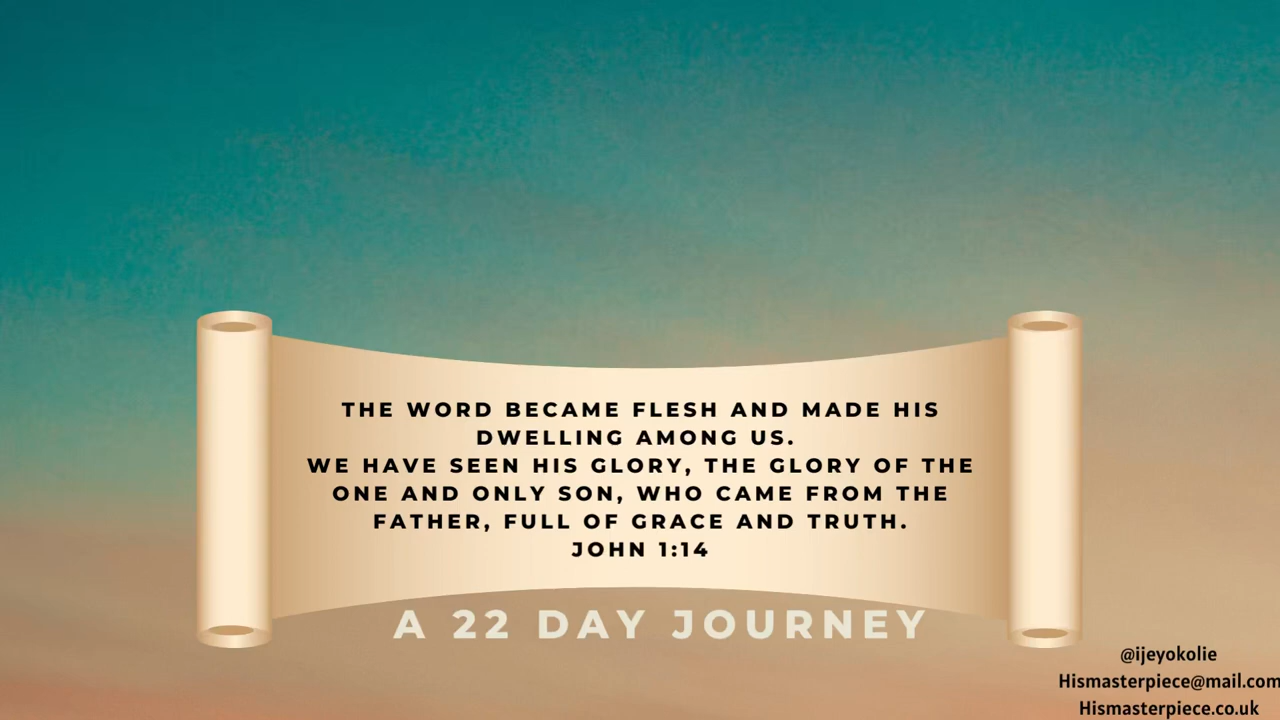 THE WORD BECAME FLESH AND MADE HIS
DWELLING AMONG US.
WE HAVE SEEN HIS GLORY, THE GLORY OF THE
ONE AND ONLY SON, WHO CAME FROM THE
FATHER, FULL OF GRACE AND TRUTH.
JOHN 1:14
A 22 DAY JOURNEY
@ijeyokolie
Hismasterpiece@mail.com
Hismasterpiece.co.uk